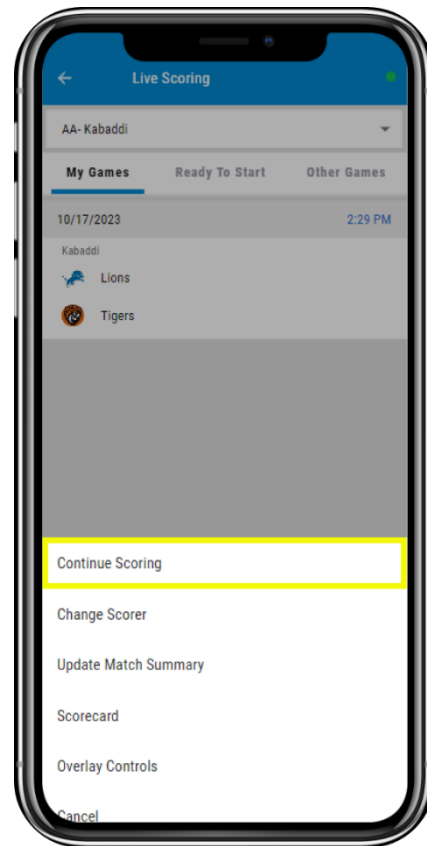 Live Scoring
AA- Kabaddi
My Games Ready To Start Other Games
10/17/2023 2:29 PM
Kabaddi
Lions
Tigers
Continue Scoring
Change Scorer
Update Match Summary
Scorecard
Overlay Controls
Cancel